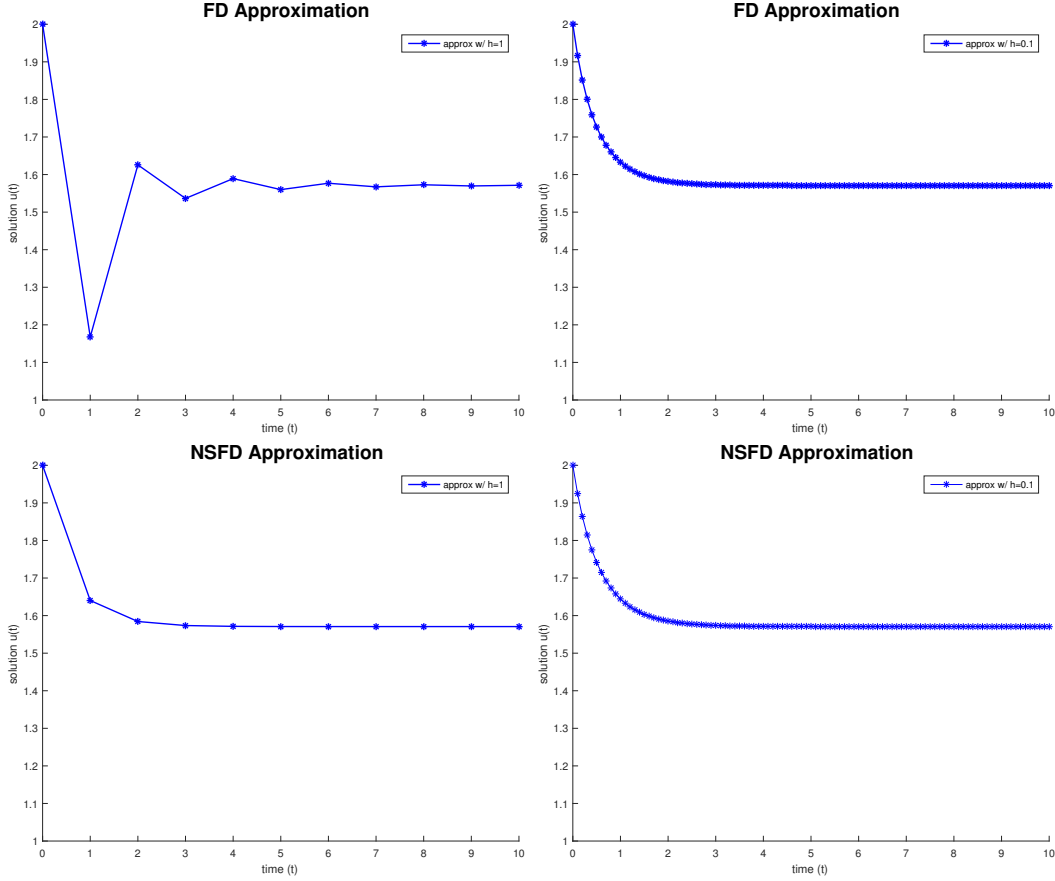 FD Approximation
approx w/ h=1
2
1.9
1.8
1.7
1.6
1.5
1.4
1.3
1.2
1.1
1
solution u(t)
0 1 2 3 4 5 6 7 8 9 10
time (t)
FD Approximation
approx w/ h=0.1
2
1.9
1.8
1.7
1.6
1.5
1.4
1.3
1.2
1.1
1
solution u(t)
0 1 2 3 4 5 6 7 8 9 10
time (t)
NSFD Approximation
approx w/ h=1
2
1.9
1.8
1.7
1.6
1.5
1.4
1.3
1.2
1.1
1
solution u(t)
0 1 2 3 4 5 6 7 8 9 10
time (t)
NSFD Approximation
approx w/ h=0.1
2
1.9
1.8
1.7
1.6
1.5
1.4
1.3
1.2
1.1
1
solution u(t)
0 1 2 3 4 5 6 7 8 9 10
time (t)